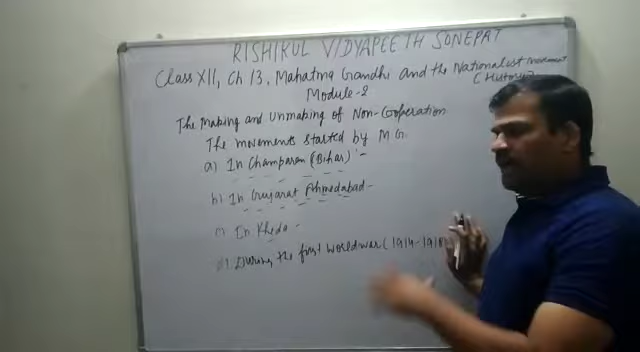 RISHIKUL VIDYAPEETH SONEPAT
Class XII, Ch 13, Mahatma Gandhi and the Nationalist Movement
(History)
Module-2
The Making and Unmaking of Non-Cooperation
The movements started by M G.
a) In Champaran (Bihar) -
b) In Gujarat Ahmedabad -
c) In Kheda -
d) During the first world war (1914-1918